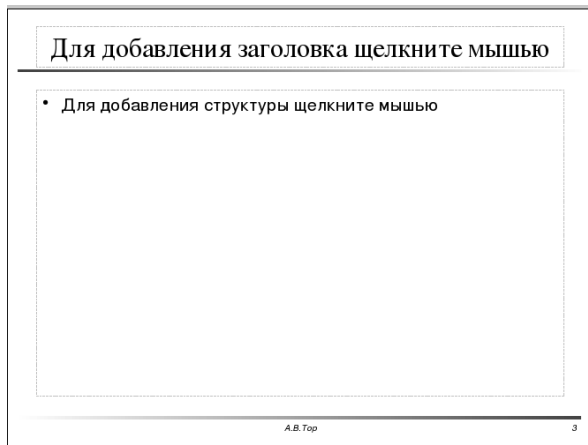 Для добавления заголовка щелкните мышью
• Для добавления структуры щелкните мышью
А.В.Тор 3